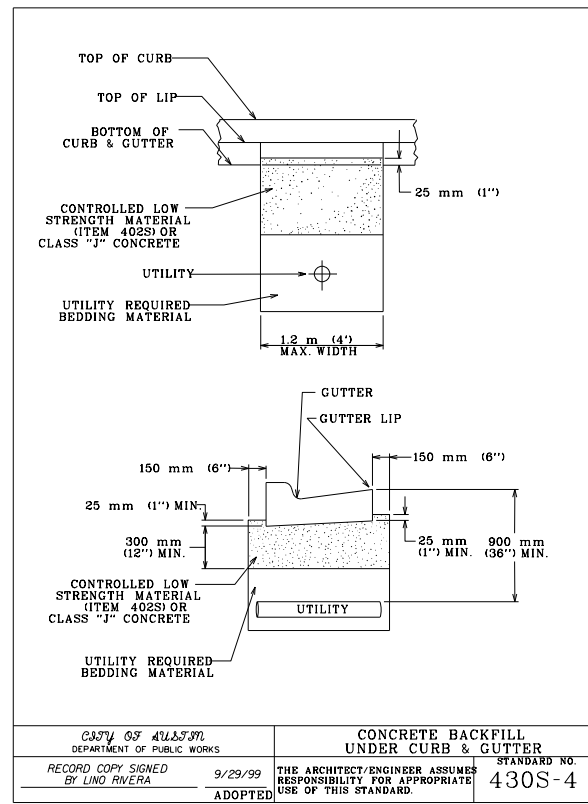 TOP OF CURB
TOP OF LIP
BOTTOM OF
CURB & GUTTER
25 mm (1")
CONTROLLED LOW
STRENGTH MATERIAL
(ITEM 402S) OR
CLASS "J" CONCRETE
UTILITY
UTILITY REQUIRED
BEDDING MATERIAL
1.2 m (4')
MAX. WIDTH
GUTTER
GUTTER LIP
150 mm (6")
150 mm (6")
25 mm (1") MIN.
300 mm
(12") MIN.
25 mm
(1") MIN.
900 mm
(36") MIN.
CONTROLLED LOW
STRENGTH MATERIAL
(ITEM 402S) OR
CLASS "J" CONCRETE
UTILITY
UTILITY REQUIRED
BEDDING MATERIAL
CITY OF AUSTIN
DEPARTMENT OF PUBLIC WORKS
CONCRETE BACKFILL
UNDER CURB & GUTTER
RECORD COPY SIGNED
BY LINO RIVERA
9/29/99
ADOPTED
THE ARCHITECT/ENGINEER ASSUMES
RESPONSIBILITY FOR APPROPRIATE
USE OF THIS STANDARD.
STANDARD NO.
430S-4